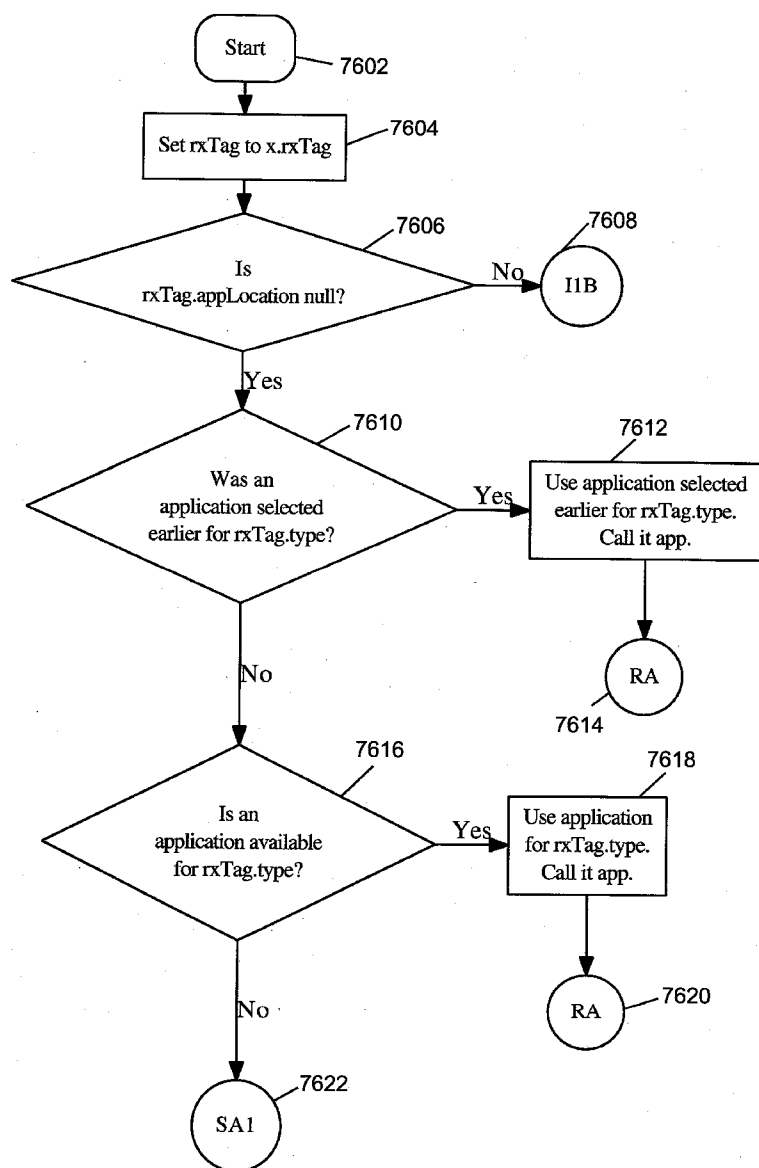 Start
7602
Set rxTag to x.rxTag
7604
7606
Is
rxTag.appLocation null?
No
7608
I1B
Yes
7610
Was an
application selected
earlier for rxTag.type?
Yes
7612
Use application selected
earlier for rxTag.type.
Call it app.
No
RA
7614
7616
Is an
application available
for rxTag.type?
Yes
7618
Use application
for rxTag.type.
Call it app.
No
RA
7620
SA1
7622